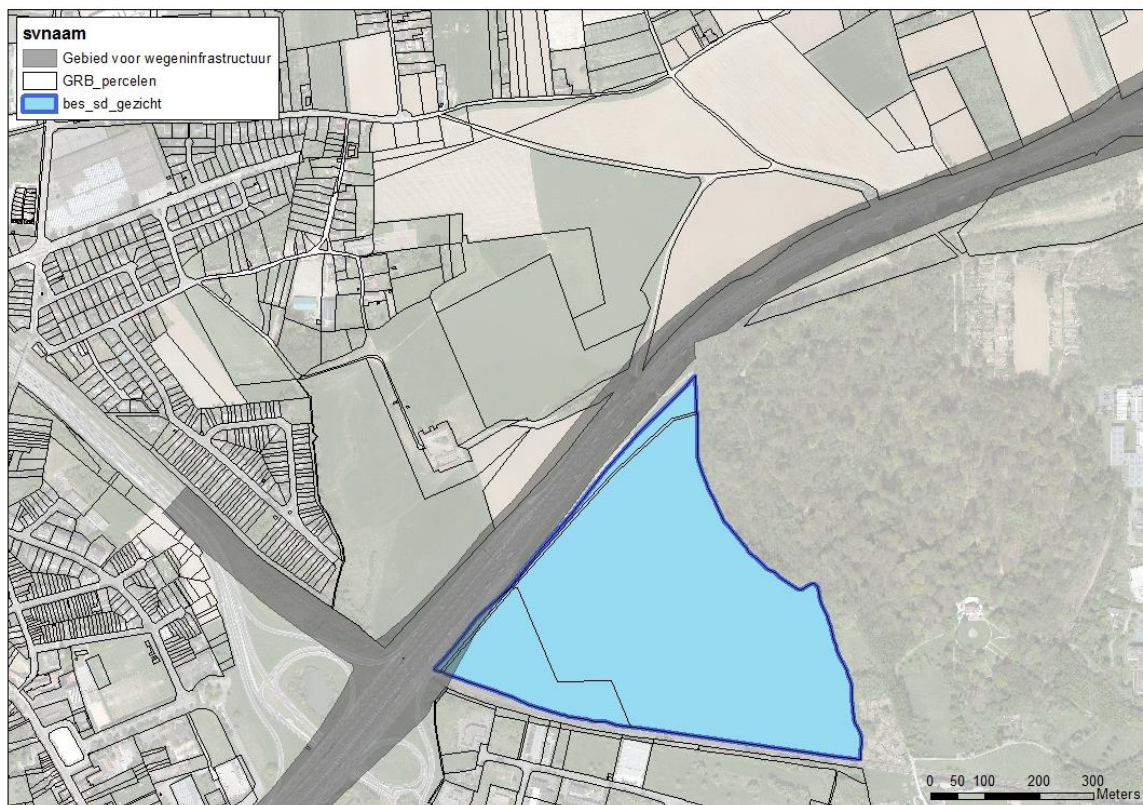 svnaam
Gebied voor wegeninfrastructuur
GRB_percelen
bes_sd_gezicht
0 50 100 200 300
Meters